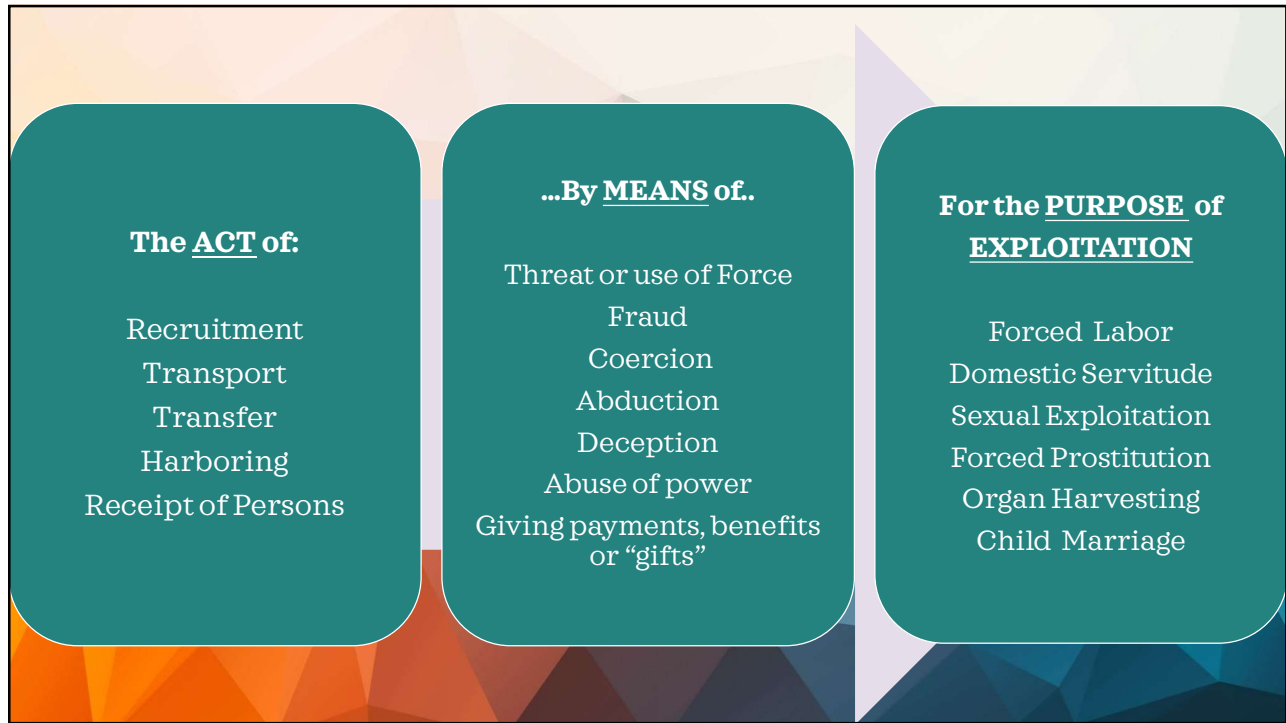 The ACT of:
Recruitment
Transport
Transfer
Harboring
Receipt of Persons
...By MEANS of..
Threat or use of Force
Fraud
Coercion
Abduction
Deception
Abuse of power
Giving payments, benefits
or “gifts”
For the PURPOSE of
EXPLOITATION
Forced Labor
Domestic Servitude
Sexual Exploitation
Forced Prostitution
Organ Harvesting
Child Marriage